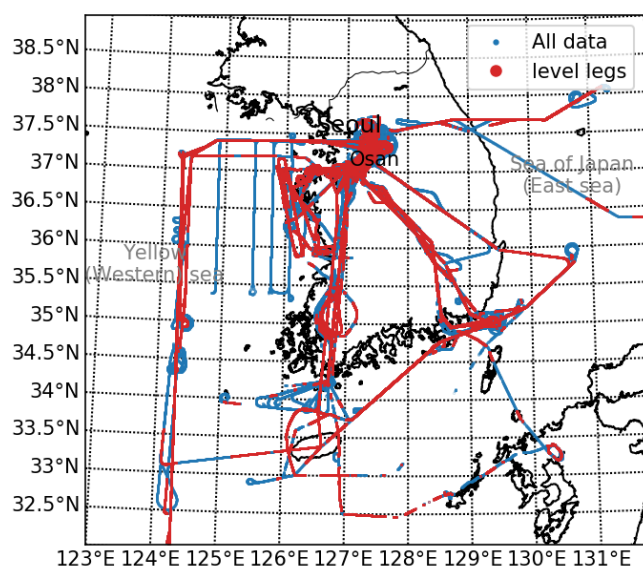 38.5°N
38°N
37.5°N
37°N
36.5°N
36°N
35.5°N
35°N
34.5°N
34°N
33.5°N
33°N
32.5°N
All data
level legs
Seoul
Osan
Sea of Japan
(East sea)
Yellow
(Western) sea
123°E 124°E 125°E 126°E 127°E 128°E 129°E 130°E 131°E